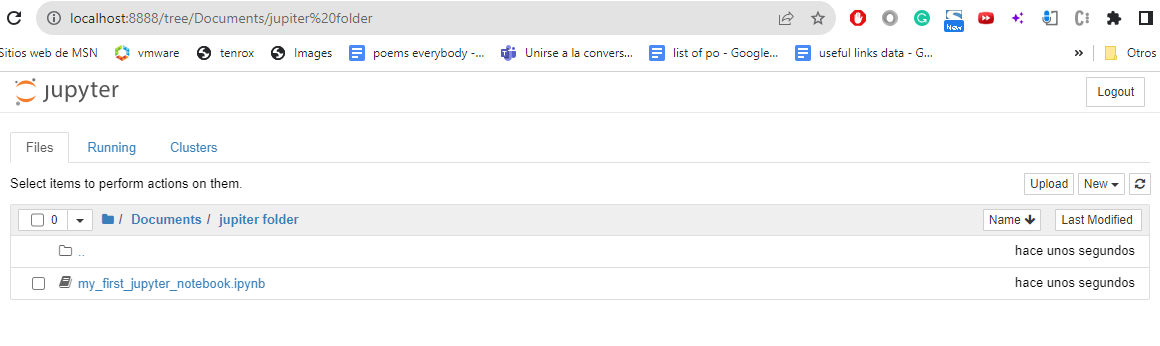 localhost:8888/tree/Documents/jupiter%20folder
New
Sitios web de MSN vmware tenrox Images poems everybody -... Unirse a la convers... list of po - Google... useful links data - G... » Otros
jupyter Logout
Files Running Clusters
Select items to perform actions on them. Upload New
0 / Documents / jupiter folder Name Last Modified
.. hace unos segundos
my_first_jupyter_notebook.ipynb hace unos segundos